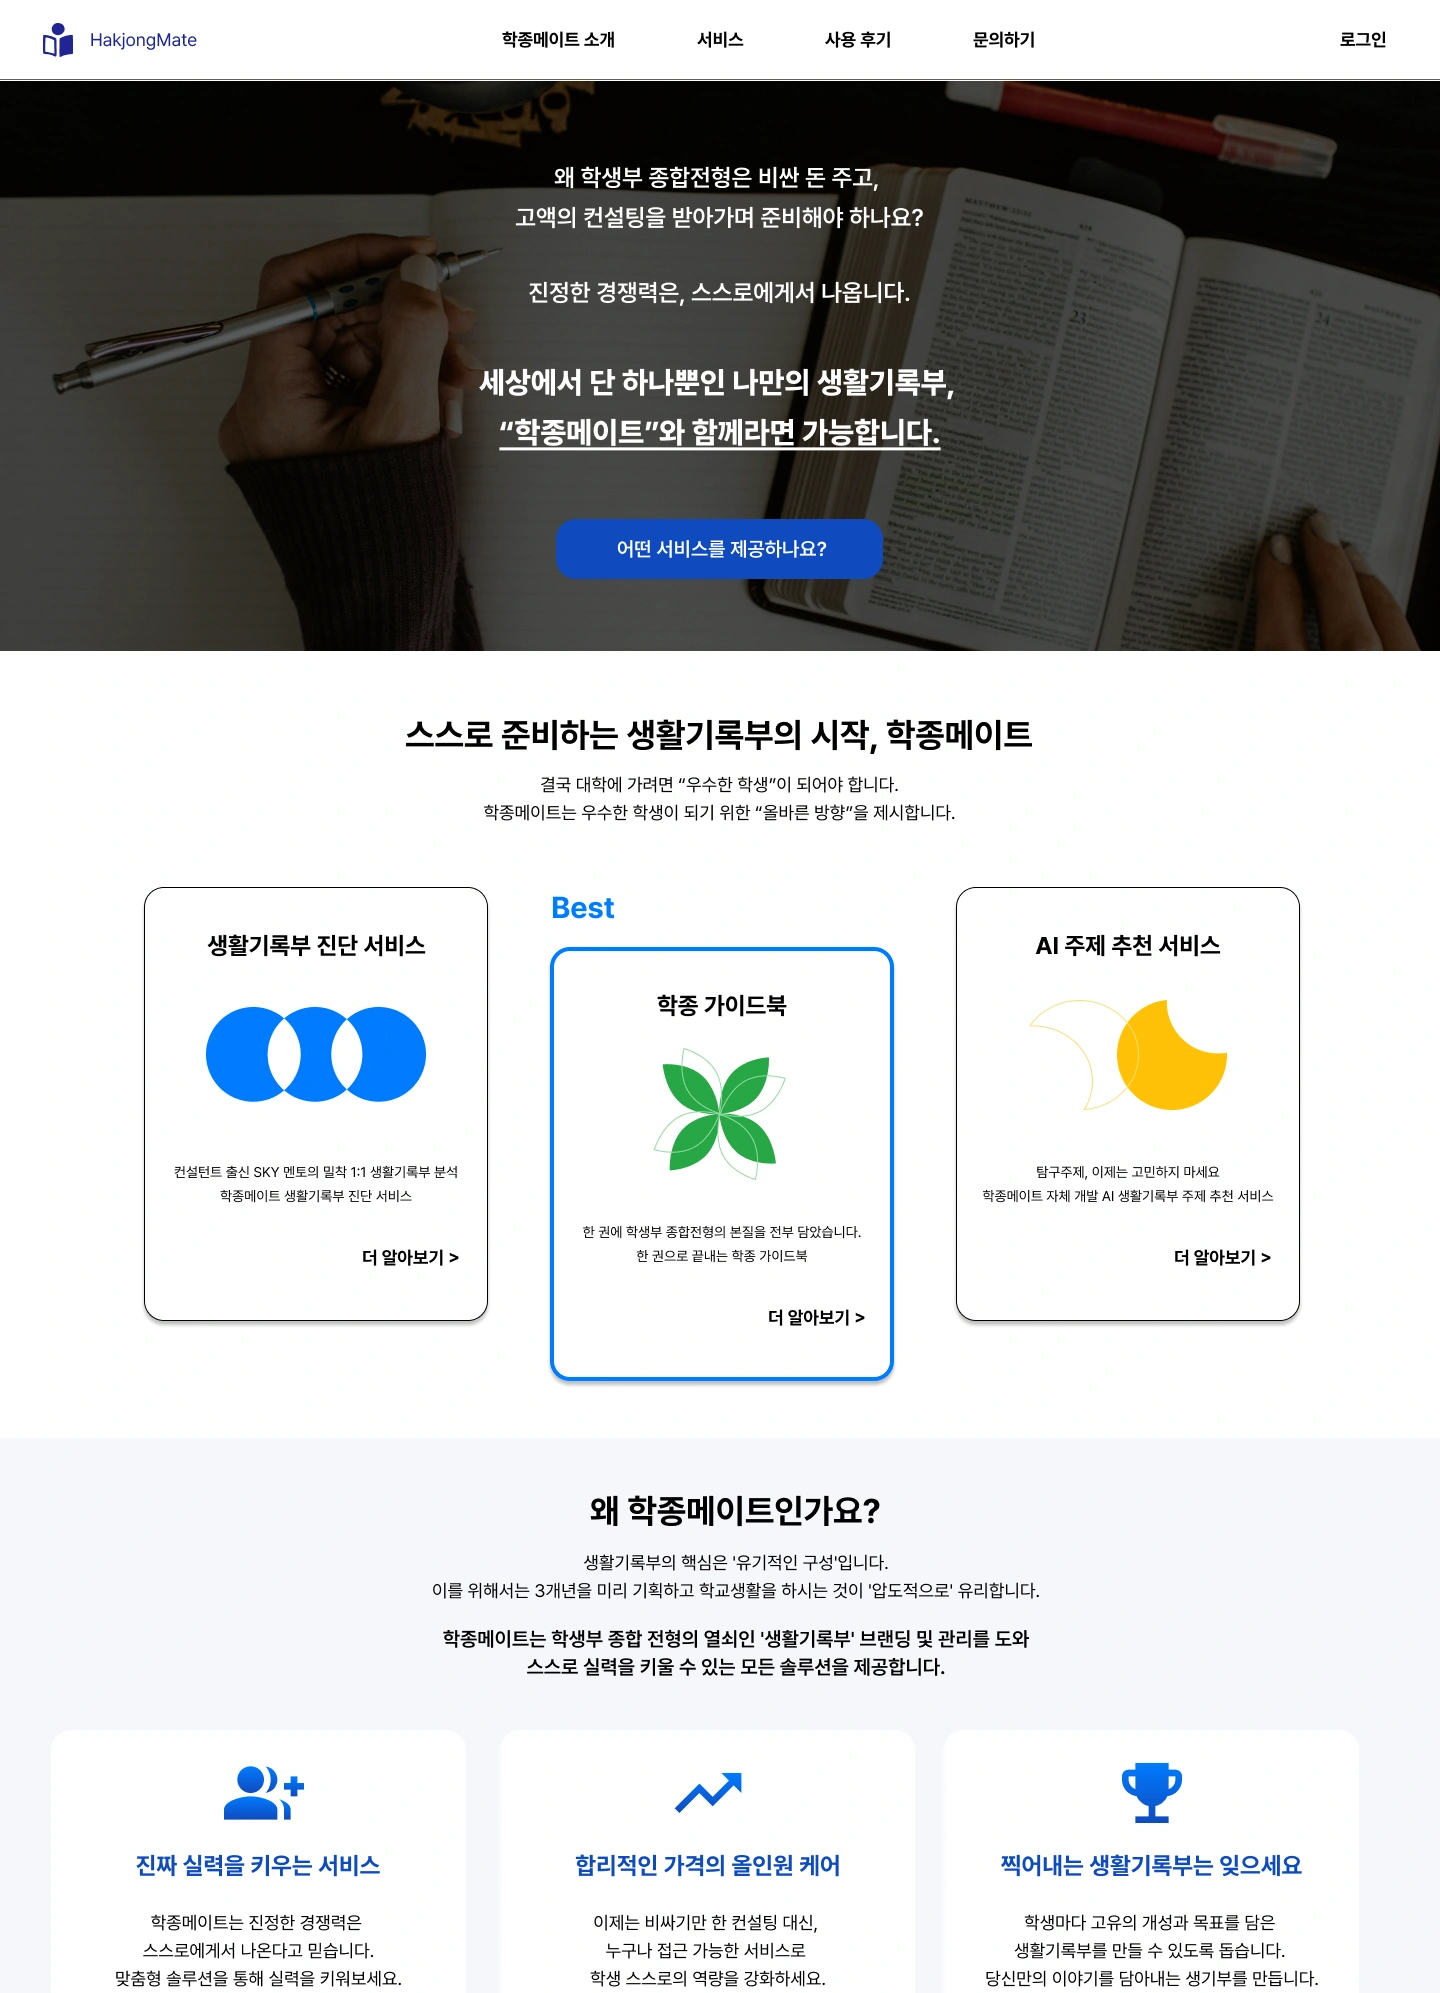 HakjongMate
학종메이트 소개
서비스
사용 후기
문의하기
로그인
왜 학생부 종합전형은 비싼 돈 주고,
고액의 컨설팅을 받아가며 준비해야 하나요?
진정한 경쟁력은, 스스로에게서 나옵니다.
세상에서 단 하나뿐인 나만의 생활기록부,
“학종메이트”와 함께라면 가능합니다.
어떤 서비스를 제공하나요?
스스로 준비하는 생활기록부의 시작, 학종메이트
결국 대학에 가려면 “우수한 학생”이 되어야 합니다.
학종메이트는 우수한 학생이 되기 위한 “올바른 방향”을 제시합니다.
생활기록부 진단 서비스
컨설턴트 출신 SKY 멘토의 밀착 1:1 생활기록부 분석
학종메이트 생활기록부 진단 서비스
더 알아보기 >
Best
학종 가이드북
한 권에 학생부 종합전형의 본질을 전부 담았습니다.
한 권으로 끝내는 학종 가이드북
더 알아보기 >
AI 주제 추천 서비스
탐구주제, 이제는 고민하지 마세요
학종메이트 자체 개발 AI 생활기록부 주제 추천 서비스
더 알아보기 >
왜 학종메이트인가요?
생활기록부의 핵심은 '유기적인 구성'입니다.
이를 위해서는 3개년을 미리 기획하고 학교생활을 하시는 것이 '압도적으로' 유리합니다.
학종메이트는 학생부 종합 전형의 열쇠인 '생활기록부' 브랜딩 및 관리를 도와
스스로 실력을 키울 수 있는 모든 솔루션을 제공합니다.
진짜 실력을 키우는 서비스
학종메이트는 진정한 경쟁력은
스스로에게서 나온다고 믿습니다.
맞춤형 솔루션을 통해 실력을 키워보세요.
합리적인 가격의 올인원 케어
이제는 비싸기만 한 컨설팅 대신,
누구나 접근 가능한 서비스로
학생 스스로의 역량을 강화하세요.
찍어내는 생활기록부는 잊으세요
학생마다 고유의 개성과 목표를 담은
생활기록부를 만들 수 있도록 돕습니다.
당신만의 이야기를 담아내는 생기부를 만듭니다.